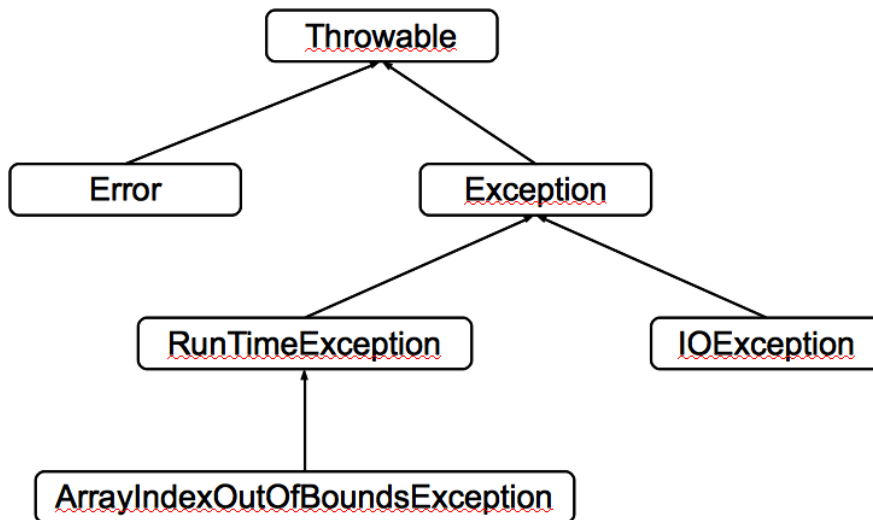 Throwable
Error
Exception
RunTimeException
IOException
ArrayIndexOutOfBoundsException